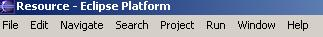 Resource - Eclipse Platform
File Edit Navigate Search Project Run Window Help